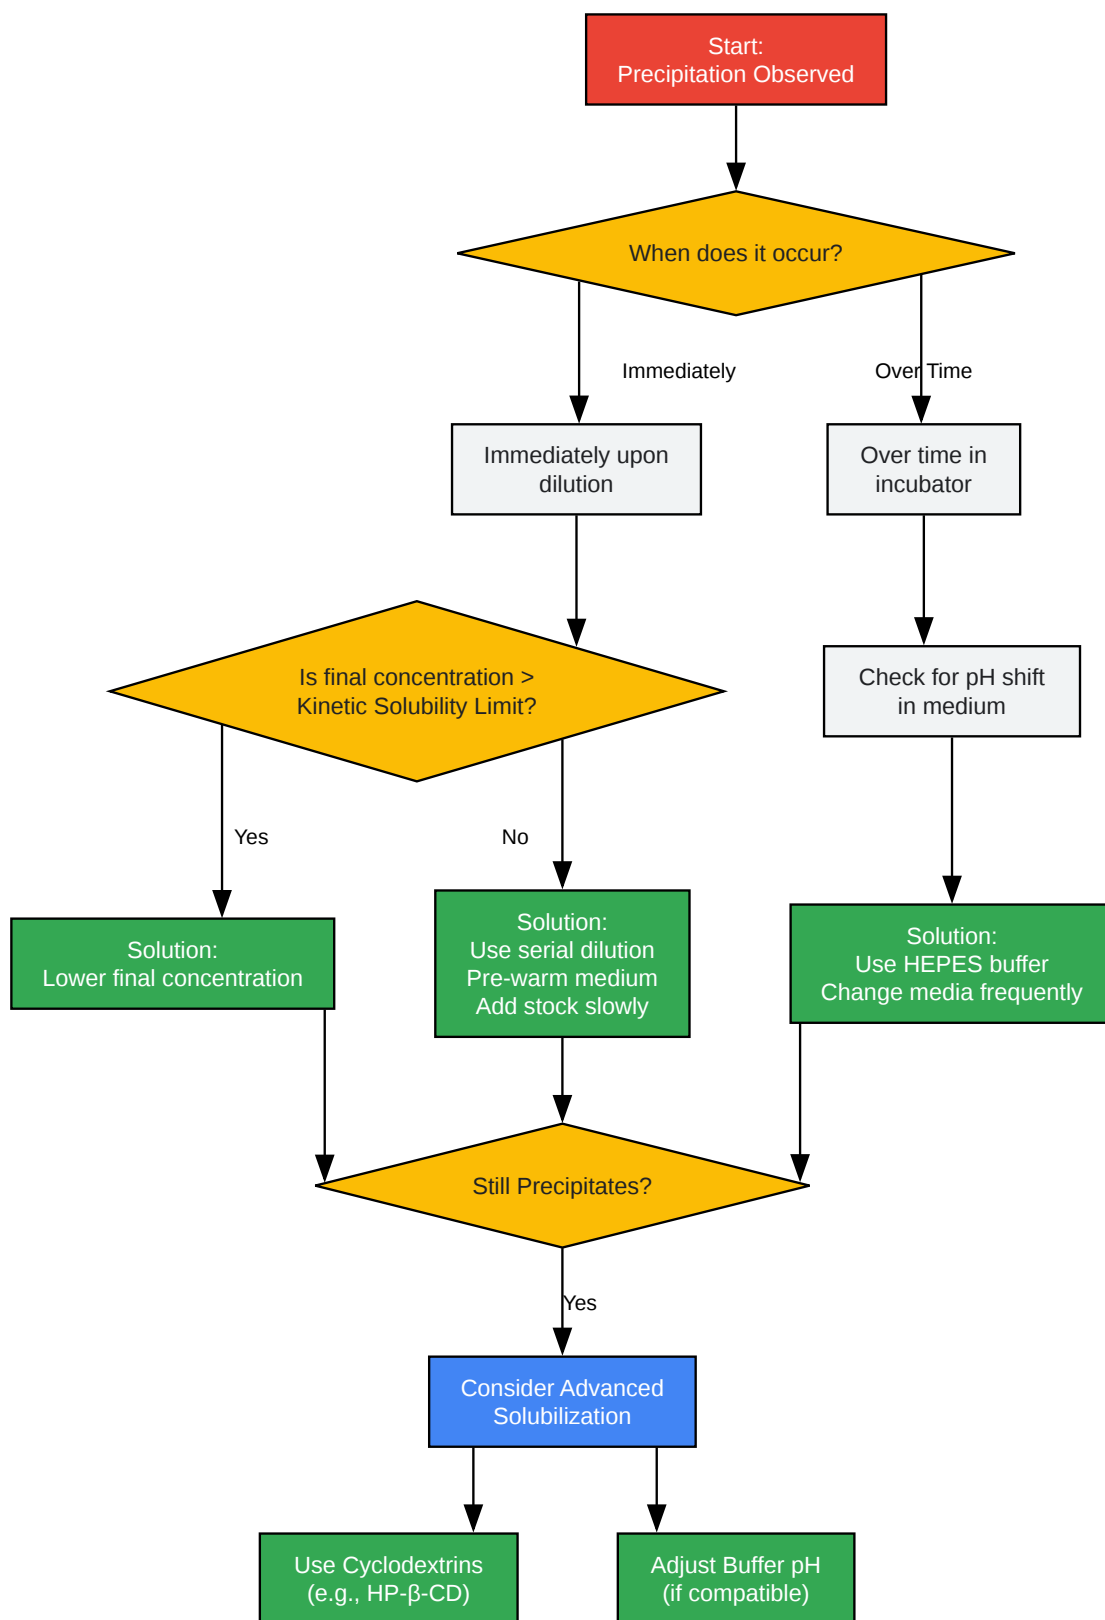 Start:
Precipitation Observed
When does it occur?
Immediately
Over Time
Immediately upon
dilution
Over time in
incubator
Is final concentration >
Kinetic Solubility Limit?
Check for pH shift
in medium
Yes
No
Solution:
Lower final concentration
Solution:
Use serial dilution
Pre-warm medium
Add stock slowly
Solution:
Use HEPES buffer
Change media frequently
Still Precipitates?
Yes
Consider Advanced
Solubilization
Use Cyclodextrins
(e.g., HP-β-CD)
Adjust Buffer pH
(if compatible)